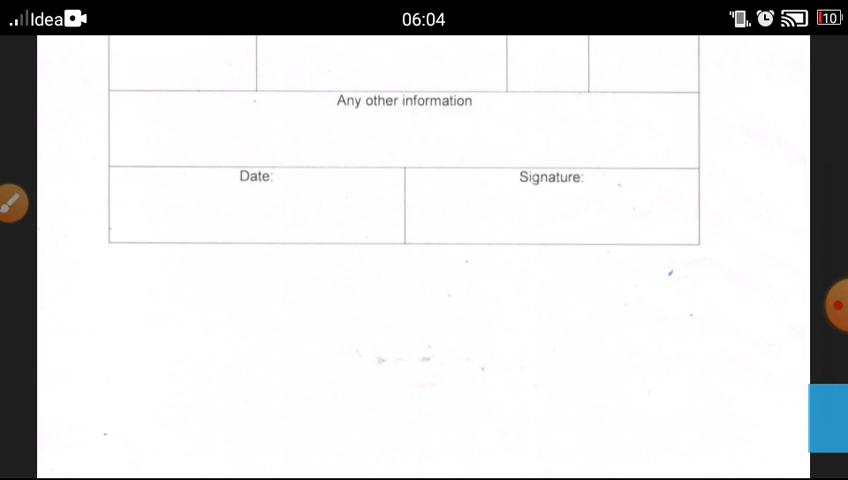 Idea
06:04
10
Any other information
Date:
Signature: